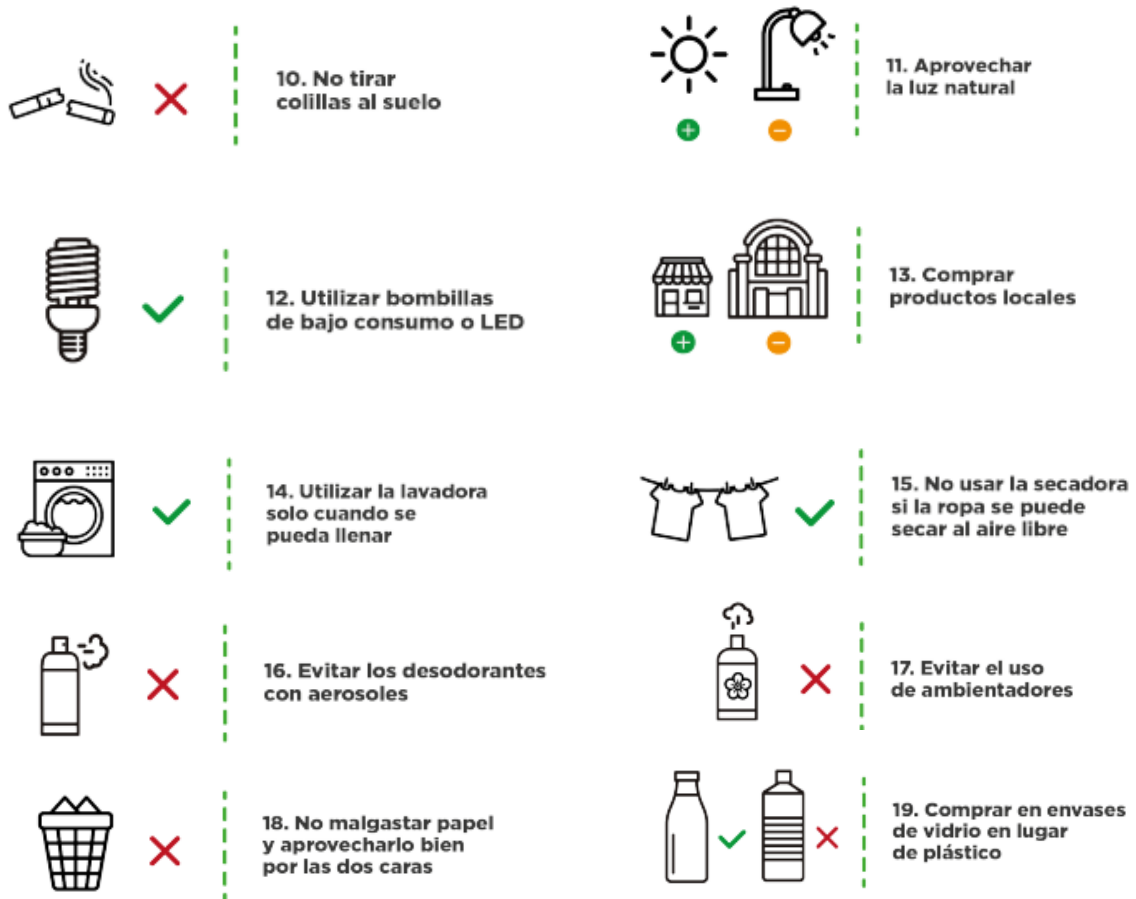 10. No tirar
colillas al suelo
11. Aprovechar
la luz natural
12. Utilizar bombillas
de bajo consumo o LED
13. Comprar
productos locales
14. Utilizar la lavadora
solo cuando se
pueda llenar
15. No usar la secadora
si la ropa se puede
secar al aire libre
16. Evitar los desodorantes
con aerosoles
17. Evitar el uso
de ambientadores
18. No malgastar papel
y aprovecharlo bien
por las dos caras
19. Comprar en envases
de vidrio en lugar
de plástico